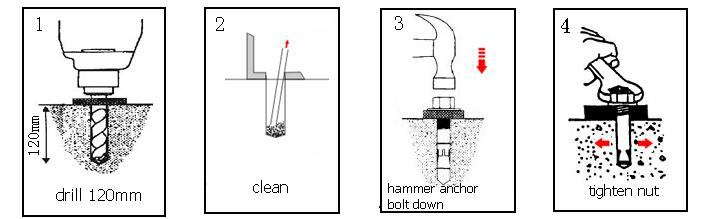 1
120mm
drill 120mm
2
clean
3
hammer anchor
bolt down
4
tighten nut